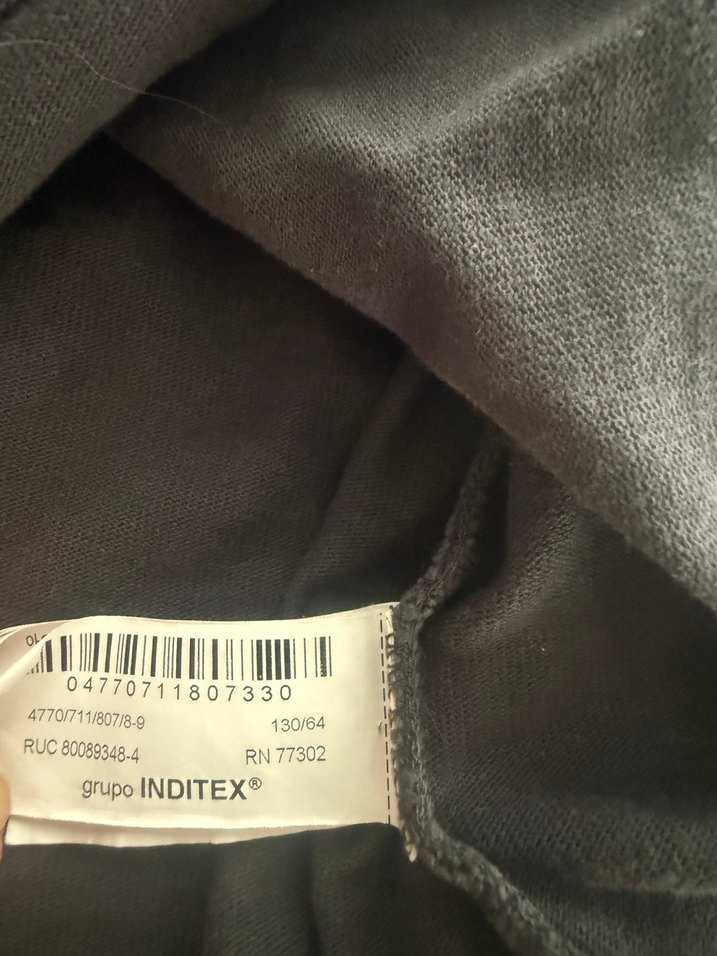 04770711807330
4770/711/807/8-9 130/64
RUC 80089348-4 RN 77302
grupo INDITEX®